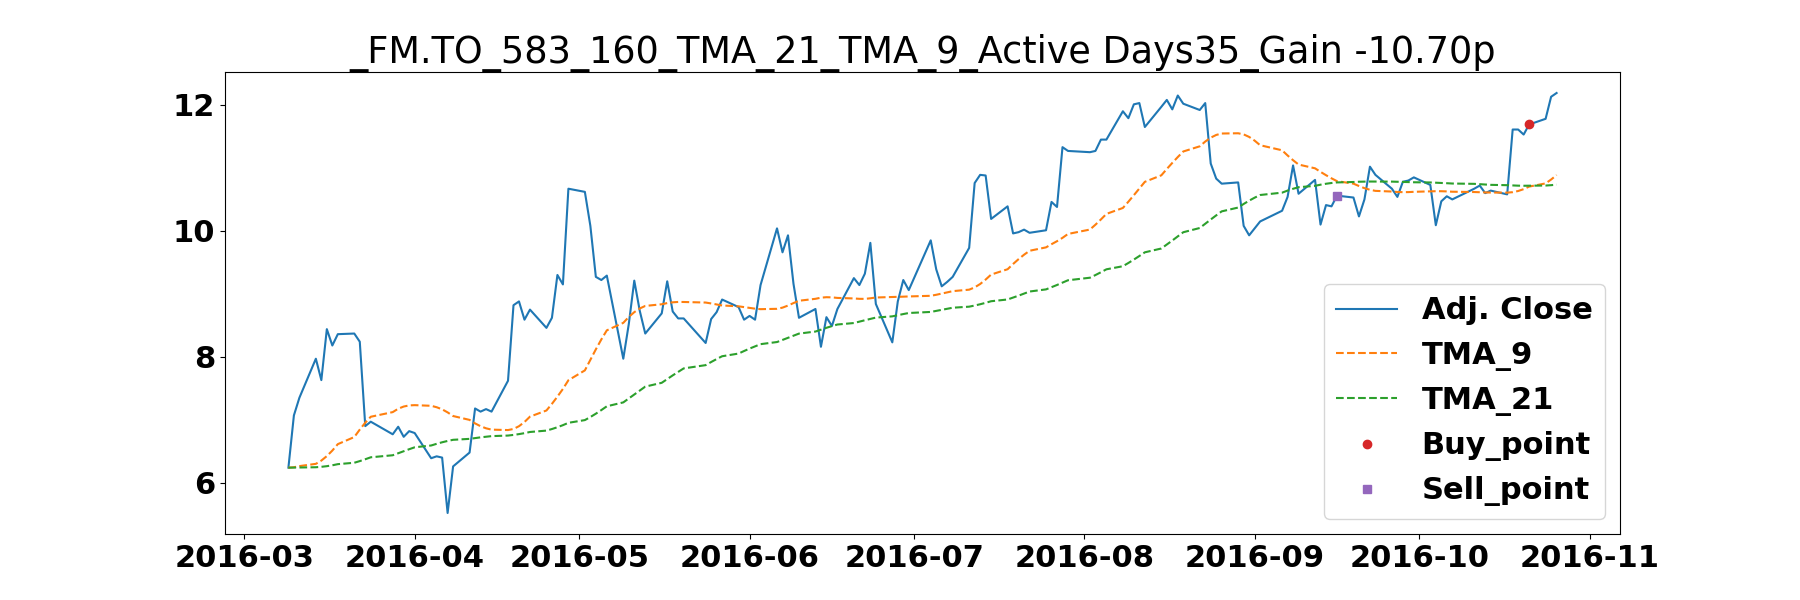 _FM.TO_583_160_TMA_21_TMA_9_Active Days35_Gain -10.70p
12
10
8
6
Adj. Close
TMA_9
TMA_21
Buy_point
Sell_point
2016-03 2016-04 2016-05 2016-06 2016-07 2016-08 2016-09 2016-10 2016-11